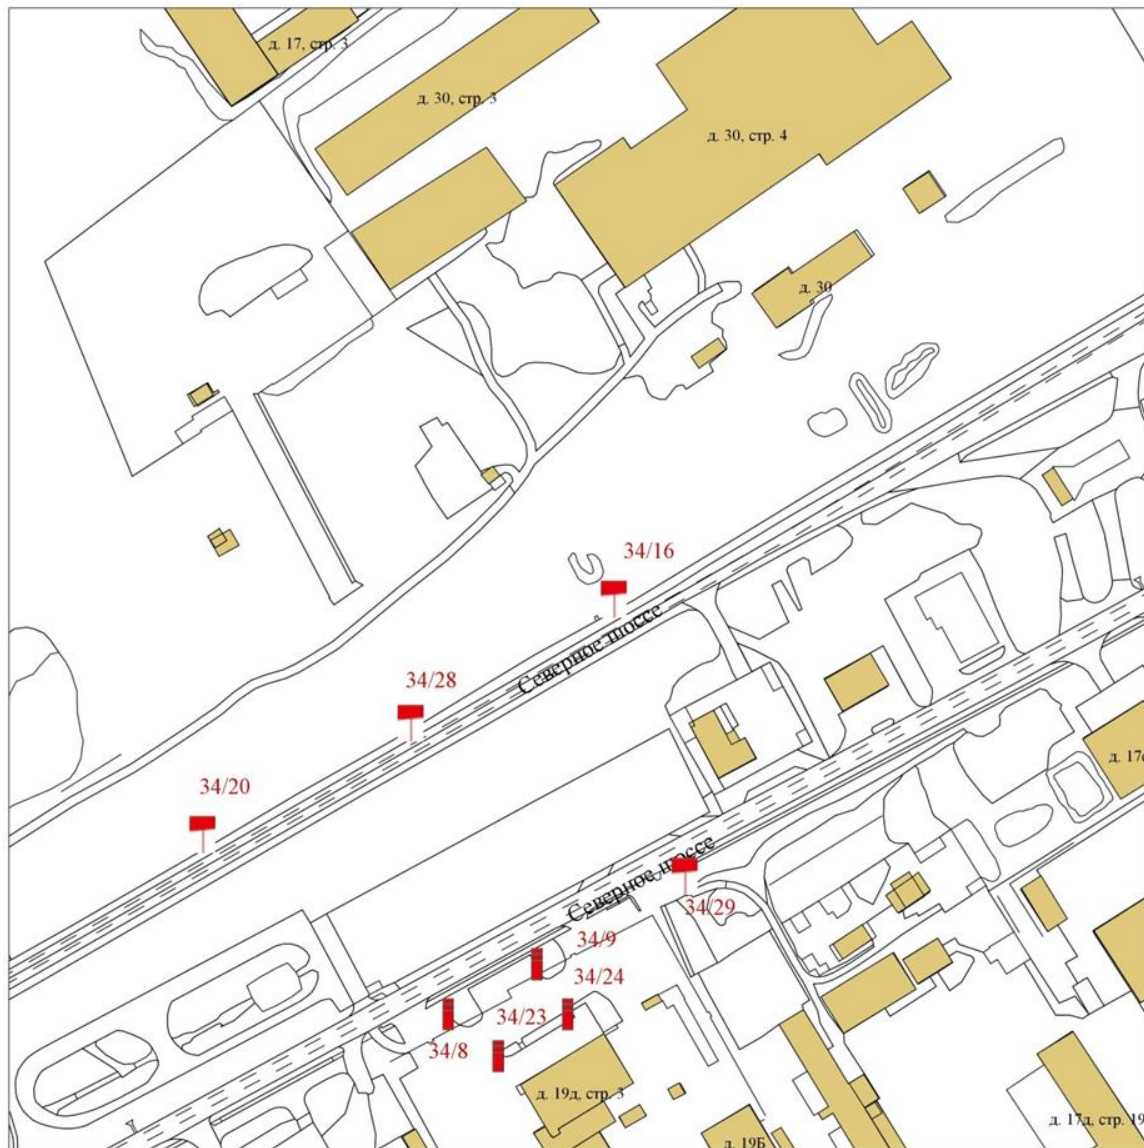 д. 17, стр. 3
д. 30, стр. 3
д. 30, стр. 4
д. 30
34/16
Северное шоссе
34/28
д. 17
34/20
Северное шоссе
34/29
34/9
34/24
34/23
34/8
д. 19д, стр. 3
д. 17д, стр. 19
д. 19Б